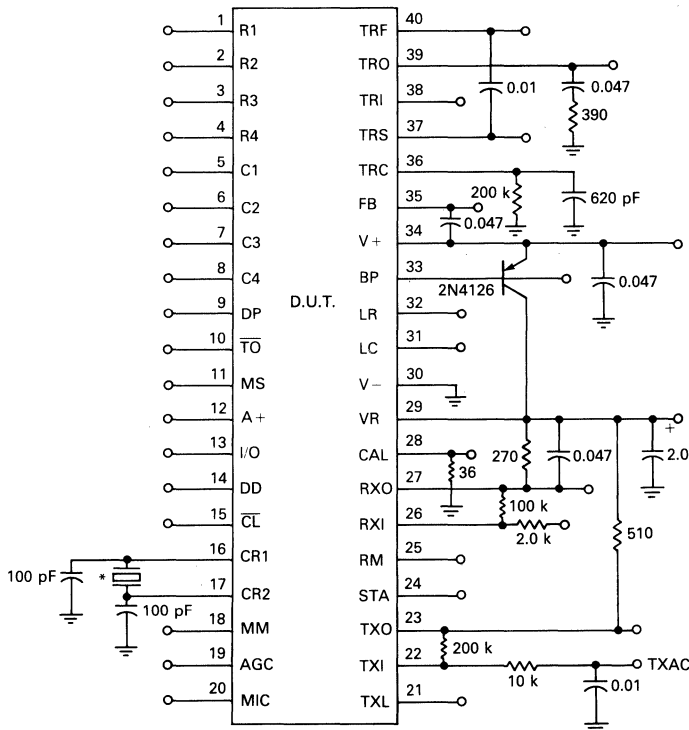 1 R1 TRF 40
2 R2 TRO 39
0.01 0.047
3 R3 TRI 38
390
4 R4 TRS 37
5 C1 TRC 36
200 k 620 pF
6 C2 FB 35
0.047
7 C3 V+ 34
8 C4 BP 33
2N4126 0.047
D.U.T.
9 DP LR 32
10 TO LC 31
11 MS V− 30
12 A+ VR 29
+
13 I/O CAL 28
36 270 0.047 2.0
14 DD RXO 27
100 k
15 CL RXI 26
2.0 k 510
16 CR1 RM 25
100 pF *
17 CR2 STA 24
100 pF
18 MM TXO 23
200 k
19 AGC TXI 22
10 k TXAC
0.01
20 MIC TXL 21